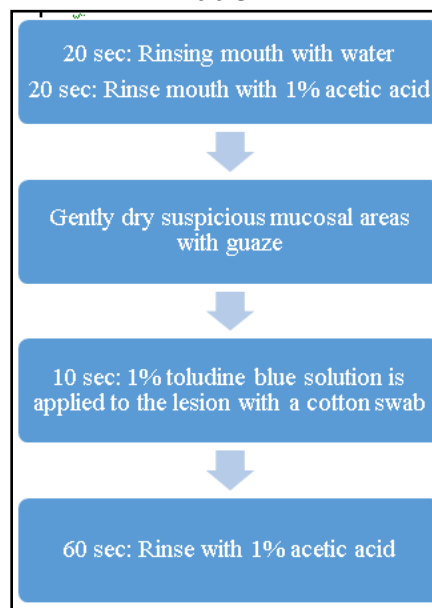 20 sec: Rinsing mouth with water
20 sec: Rinse mouth with 1% acetic acid
Gently dry suspicious mucosal areas
with guaze
10 sec: 1% toludine blue solution is
applied to the lesion with a cotton swab
60 sec: Rinse with 1% acetic acid